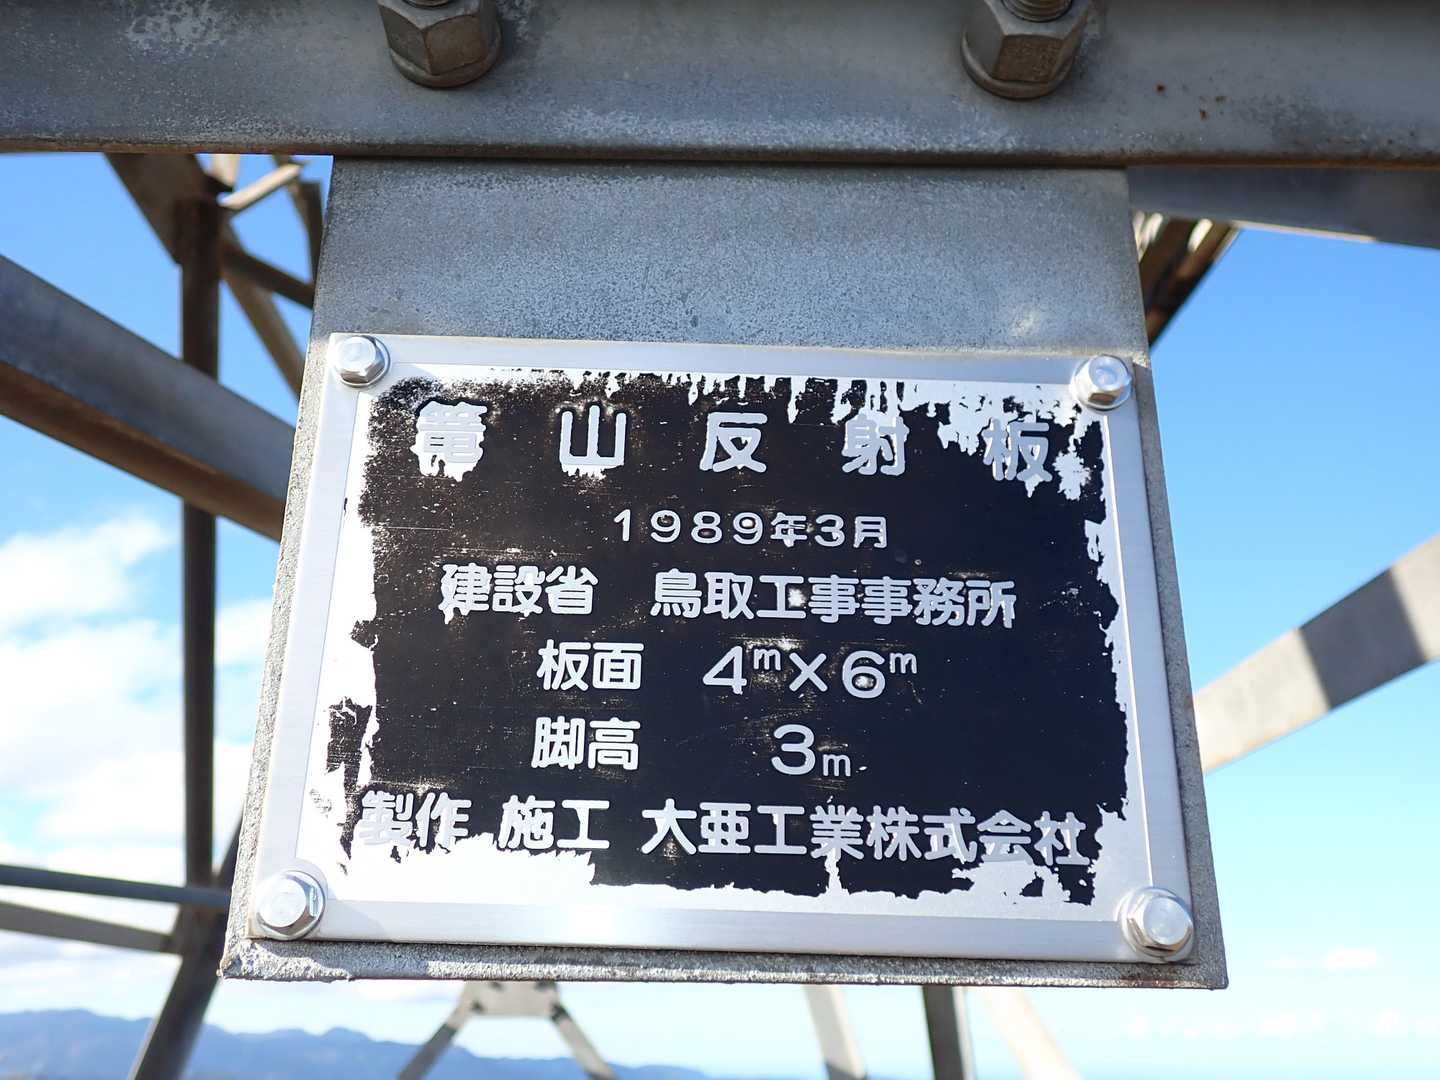 篭山反射板
1989年3月
建設省 鳥取工事事務所
板面 4m×6m
脚高 3m
製作 施工 大亜工業株式会社